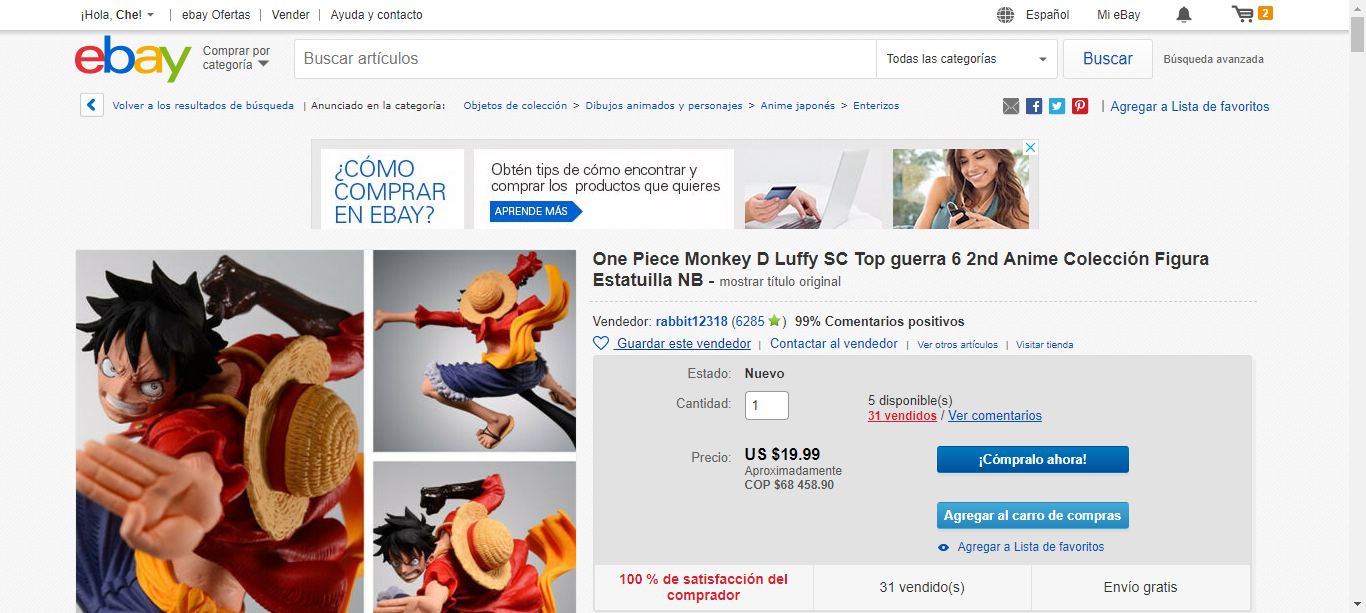 ¡Hola, Che! | ebay Ofertas | Vender | Ayuda y contacto Español Mi eBay 2
ebay Comprar por categoría Buscar artículos Todas las categorías Buscar Búsqueda avanzada
Volver a los resultados de búsqueda | Anunciado en la categoría: Objetos de colección > Dibujos animados y personajes > Anime japonés > Enterizos | Agregar a Lista de favoritos
¿CÓMO
COMPRAR
EN EBAY?
Obtén tips de cómo encontrar y
comprar los productos que quieres
APRENDE MÁS
One Piece Monkey D Luffy SC Top guerra 6 2nd Anime Colección Figura
Estatuilla NB - mostrar título original
Vendedor: rabbit12318 (6285 ) 99% Comentarios positivos
Guardar este vendedor | Contactar al vendedor | Ver otros artículos | Visitar tienda
Estado: Nuevo
Cantidad: 1 5 disponible(s)
31 vendidos / Ver comentarios
Precio: US $19.99 ¡Cómpralo ahora!
Aproximadamente
COP $68 458.90
Agregar al carro de compras
Agregar a Lista de favoritos
100 % de satisfacción del
comprador
31 vendido(s)
Envío gratis